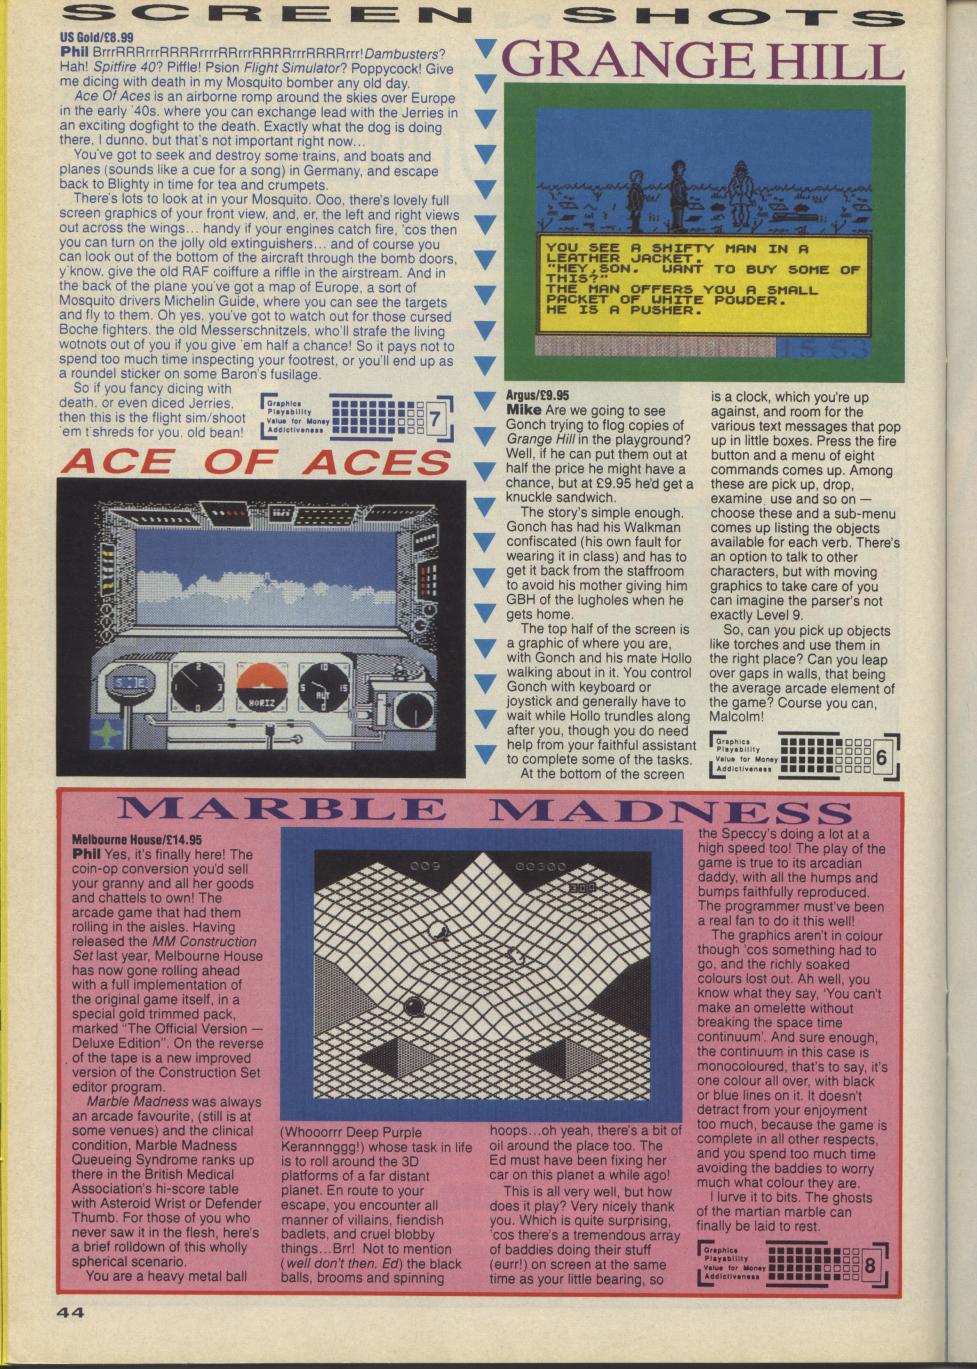 SCREEN SHOTS
US Gold/£8.99
Phil BrrrRRRrrrRRRRrrrrRRrrrRRRRrrrRRRRrrr! Dambusters?
Hah! Spitfire 40? Piffle! Psion Flight Simulator? Poppycock! Give
me dicing with death in my Mosquito bomber any old day.
Ace Of Aces is an airborne romp around the skies over Europe
in the early '40s, where you can exchange lead with the Jerries in
an exciting dogfight to the death. Exactly what the dog is doing
there, I dunno, but that's not important right now...
You've got to seek and destroy some trains, and boats and
planes (sounds like a cue for a song) in Germany, and escape
back to Blighty in time for tea and crumpets.
There's lots to look at in your Mosquito. Ooo, there's lovely full
screen graphics of your front view, and, er, the left and right views
out across the wings... handy if your engines catch fire, 'cos then
you can turn on the jolly old extinguishers... and of course you
can look out of the bottom of the aircraft through the bomb doors,
y'know, give the old RAF coiffure a riffle in the airstream. And in
the back of the plane you've got a map of Europe, a sort of
Mosquito drivers Michelin Guide, where you can see the targets
and fly to them. Oh yes, you've got to watch out for those cursed
Boche fighters, the old Messerschnitzels, who'll strafe the living
wotnots out of you if you give 'em half a chance! So it pays not to
spend too much time inspecting your footrest, or you'll end up as
a roundel sticker on some Baron's fusilage.
So if you fancy dicing with
death, or even diced Jerries,
then this is the flight sim/shoot
'em t'shreds for you, old bean!
Graphics
Playability
Value for Money
Addictiveness
7
ACE OF ACES
2
3
0
HORIZ
10
5 ALT 15
GRANGE HILL
YOU SEE A SHIFTY MAN IN A
LEATHER JACKET.
"HEY,SON. WANT TO BUY SOME OF
THIS?"
THE MAN OFFERS YOU A SMALL
PACKET OF WHITE POWDER.
HE IS A PUSHER.
15 53
Argus/£9.95
Mike Are we going to see
Gonch trying to flog copies of
Grange Hill in the playground?
Well, if he can put them out at
half the price he might have a
chance, but at £9.95 he'd get a
knuckle sandwich.
The story's simple enough.
Gonch has had his Walkman
confiscated (his own fault for
wearing it in class) and has to
get it back from the staffroom
to avoid his mother giving him
GBH of the lugholes when he
gets home.
The top half of the screen is
a graphic of where you are,
with Gonch and his mate Hollo
walking about in it. You control
Gonch with keyboard or
joystick and generally have to
wait while Hollo trundles along
after you, though you do need
help from your faithful assistant
to complete some of the tasks.
At the bottom of the screen
is a clock, which you're up
against, and room for the
various text messages that pop
up in little boxes. Press the fire
button and a menu of eight
commands comes up. Among
these are pick up, drop,
examine, use and so on —
choose these and a sub-menu
comes up listing the objects
available for each verb. There's
an option to talk to other
characters, but with moving
graphics to take care of you
can imagine the parser's not
exactly Level 9.
So, can you pick up objects
like torches and use them in
the right place? Can you leap
over gaps in walls, that being
the average arcade element of
the game? Course you can,
Malcolm!
Graphics
Playability
Value for Money
Addictiveness
6
MARBLE MADNESS
Melbourne House/£14.95
Phil Yes, it's finally here! The
coin-op conversion you'd sell
your granny and all her goods
and chattels to own! The
arcade game that had them
rolling in the aisles. Having
released the MM Construction
Set last year, Melbourne House
has now gone rolling ahead
with a full implementation of
the original game itself, in a
special gold trimmed pack,
marked "The Official Version —
Deluxe Edition". On the reverse
of the tape is a new improved
version of the Construction Set
editor program.
Marble Madness was always
an arcade favourite, (still is at
some venues) and the clinical
condition, Marble Madness
Queueing Syndrome ranks up
there in the British Medical
Association's hi-score table
with Asteroid Wrist or Defender
Thumb. For those of you who
never saw it in the flesh, here's
a brief rolldown of this wholly
spherical scenario.
You are a heavy metal ball
009 00300
300
(Whooorrr Deep Purple
Kerannnggg!) whose task in life
is to roll around the 3D
platforms of a far distant
planet. En route to your
escape, you encounter all
manner of villains, fiendish
badlets, and cruel blobby
things...Brr! Not to mention
(well don't then. Ed) the black
balls, brooms and spinning
hoops...oh yeah, there's a bit of
oil around the place too. The
Ed must have been fixing her
car on this planet a while ago!
This is all very well, but how
does it play? Very nicely thank
you. Which is quite surprising,
'cos there's a tremendous array
of baddies doing their stuff
(eurr!) on screen at the same
time as your little bearing, so
the Speccy's doing a lot at a
high speed too! The play of the
game is true to its arcadian
daddy, with all the humps and
bumps faithfully reproduced.
The programmer must've been
a real fan to do it this well!
The graphics aren't in colour
though 'cos something had to
go, and the richly soaked
colours lost out. Ah well, you
know what they say, 'You can't
make an omelette without
breaking the space time
continuum'. And sure enough,
the continuum in this case is
monocoloured, that's to say, it's
one colour all over, with black
or blue lines on it. It doesn't
detract from your enjoyment
too much, because the game is
complete in all other respects,
and you spend too much time
avoiding the baddies to worry
much what colour they are.
I lurve it to bits. The ghosts
of the martian marble can
finally be laid to rest.
Graphics
Playability
Value for Money
Addictiveness
8
44